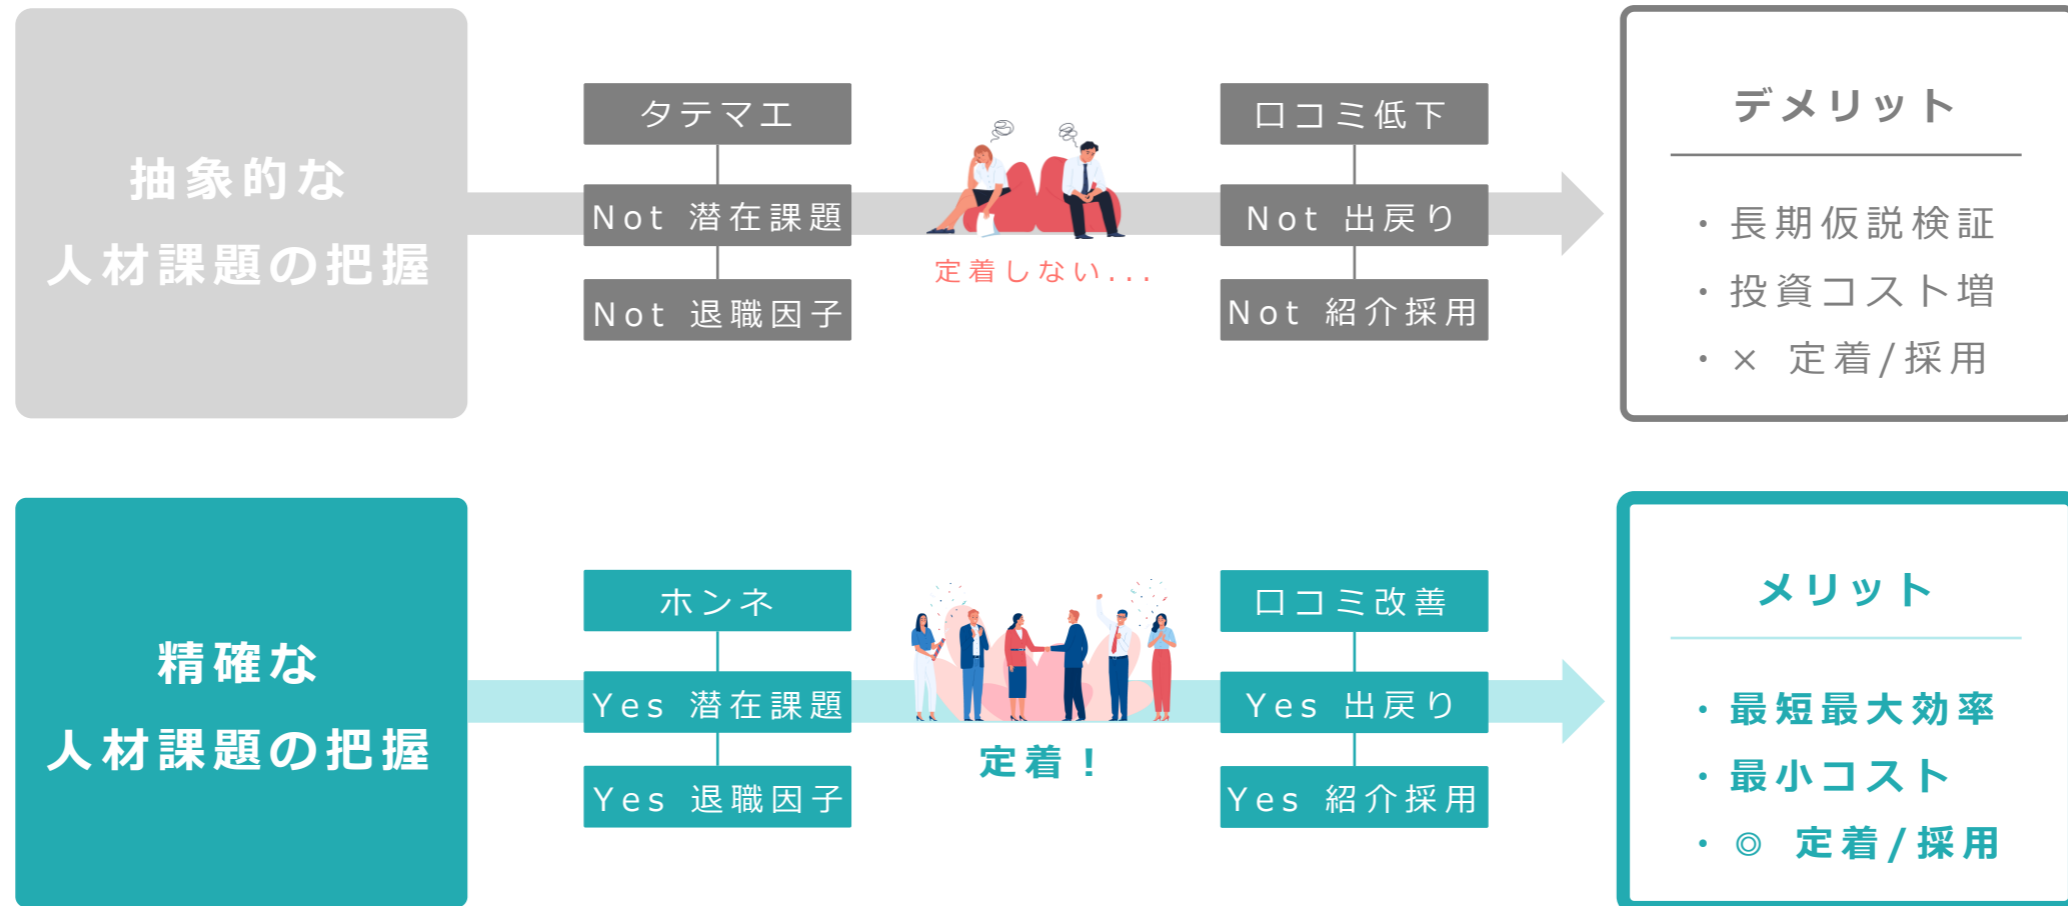 抽象的な
人材課題の把握
タテマエ
Not 潜在課題
Not 退職因子
定着しない...
口コミ低下
Not 出戻り
Not 紹介採用
デメリット
・長期仮説検証
・投資コスト増
・× 定着/採用
精確な
人材課題の把握
ホンネ
Yes 潜在課題
Yes 退職因子
定着！
口コミ改善
Yes 出戻り
Yes 紹介採用
メリット
・最短最大効率
・最小コスト
・◎ 定着/採用